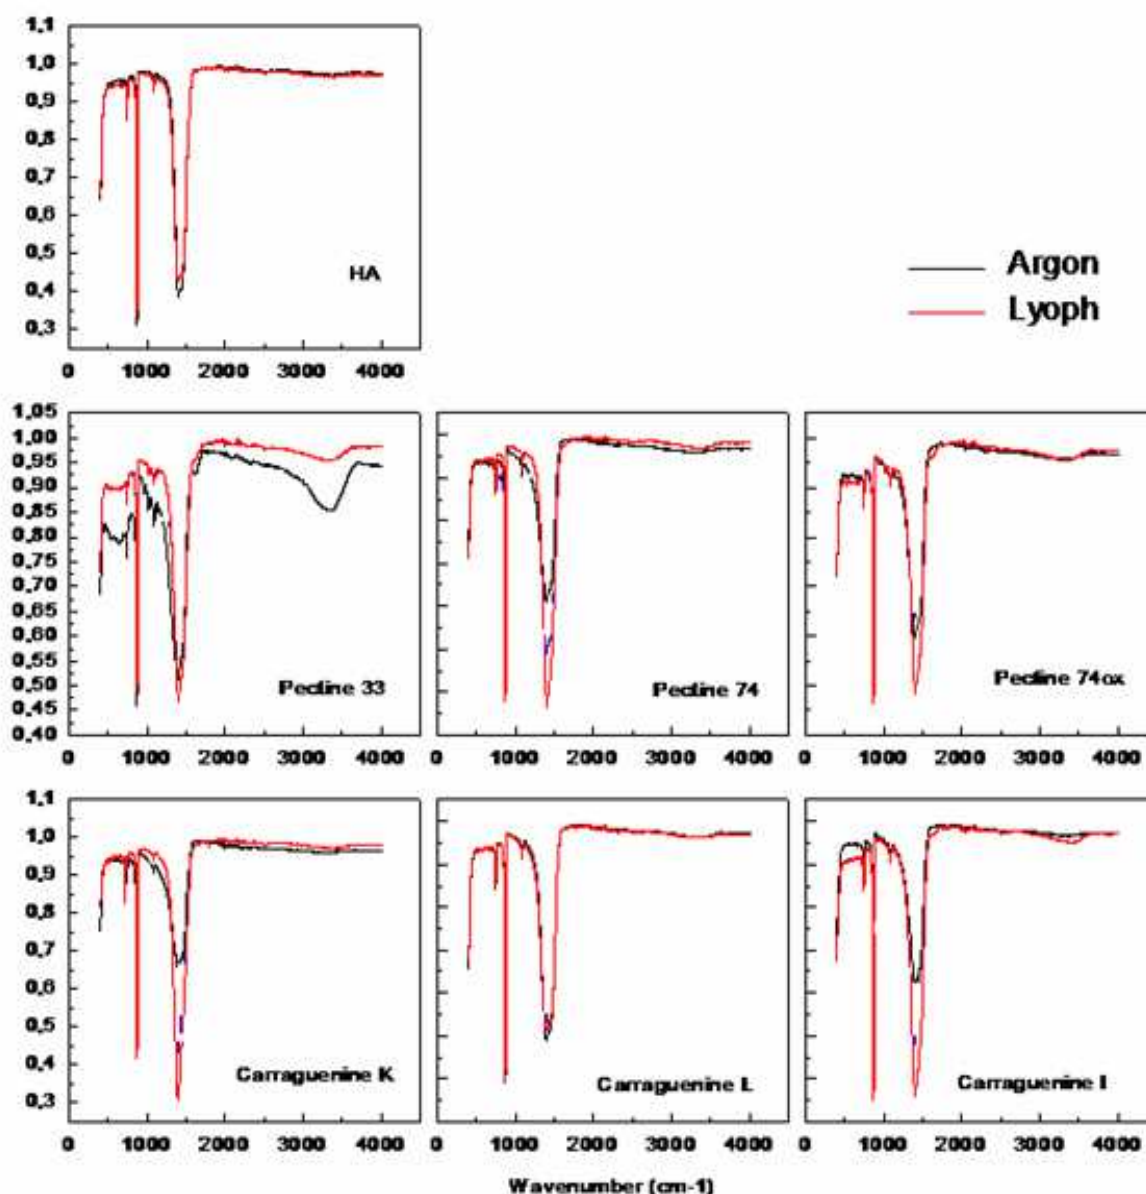 1,1
1,0
0,9
0,8
0,7
0,6
0,5
0,4
0,3
HA
0 1000 2000 3000 4000
Argon
Lyoph
1,05
1,00
0,95
0,90
0,85
0,80
0,75
0,70
0,65
0,60
0,55
0,50
0,45
0,40
Pectine 33
Pectine 74
Pectine 74ox
0 1000 2000 3000 4000 0 1000 2000 3000 4000 0 1000 2000 3000 4000
1,1
1,0
0,9
0,8
0,7
0,6
0,5
0,4
0,3
Carraguenine K
Carraguenine L
Carraguenine I
0 1000 2000 3000 4000 0 1000 2000 3000 4000 0 1000 2000 3000 4000
Wavenumber (cm-1)